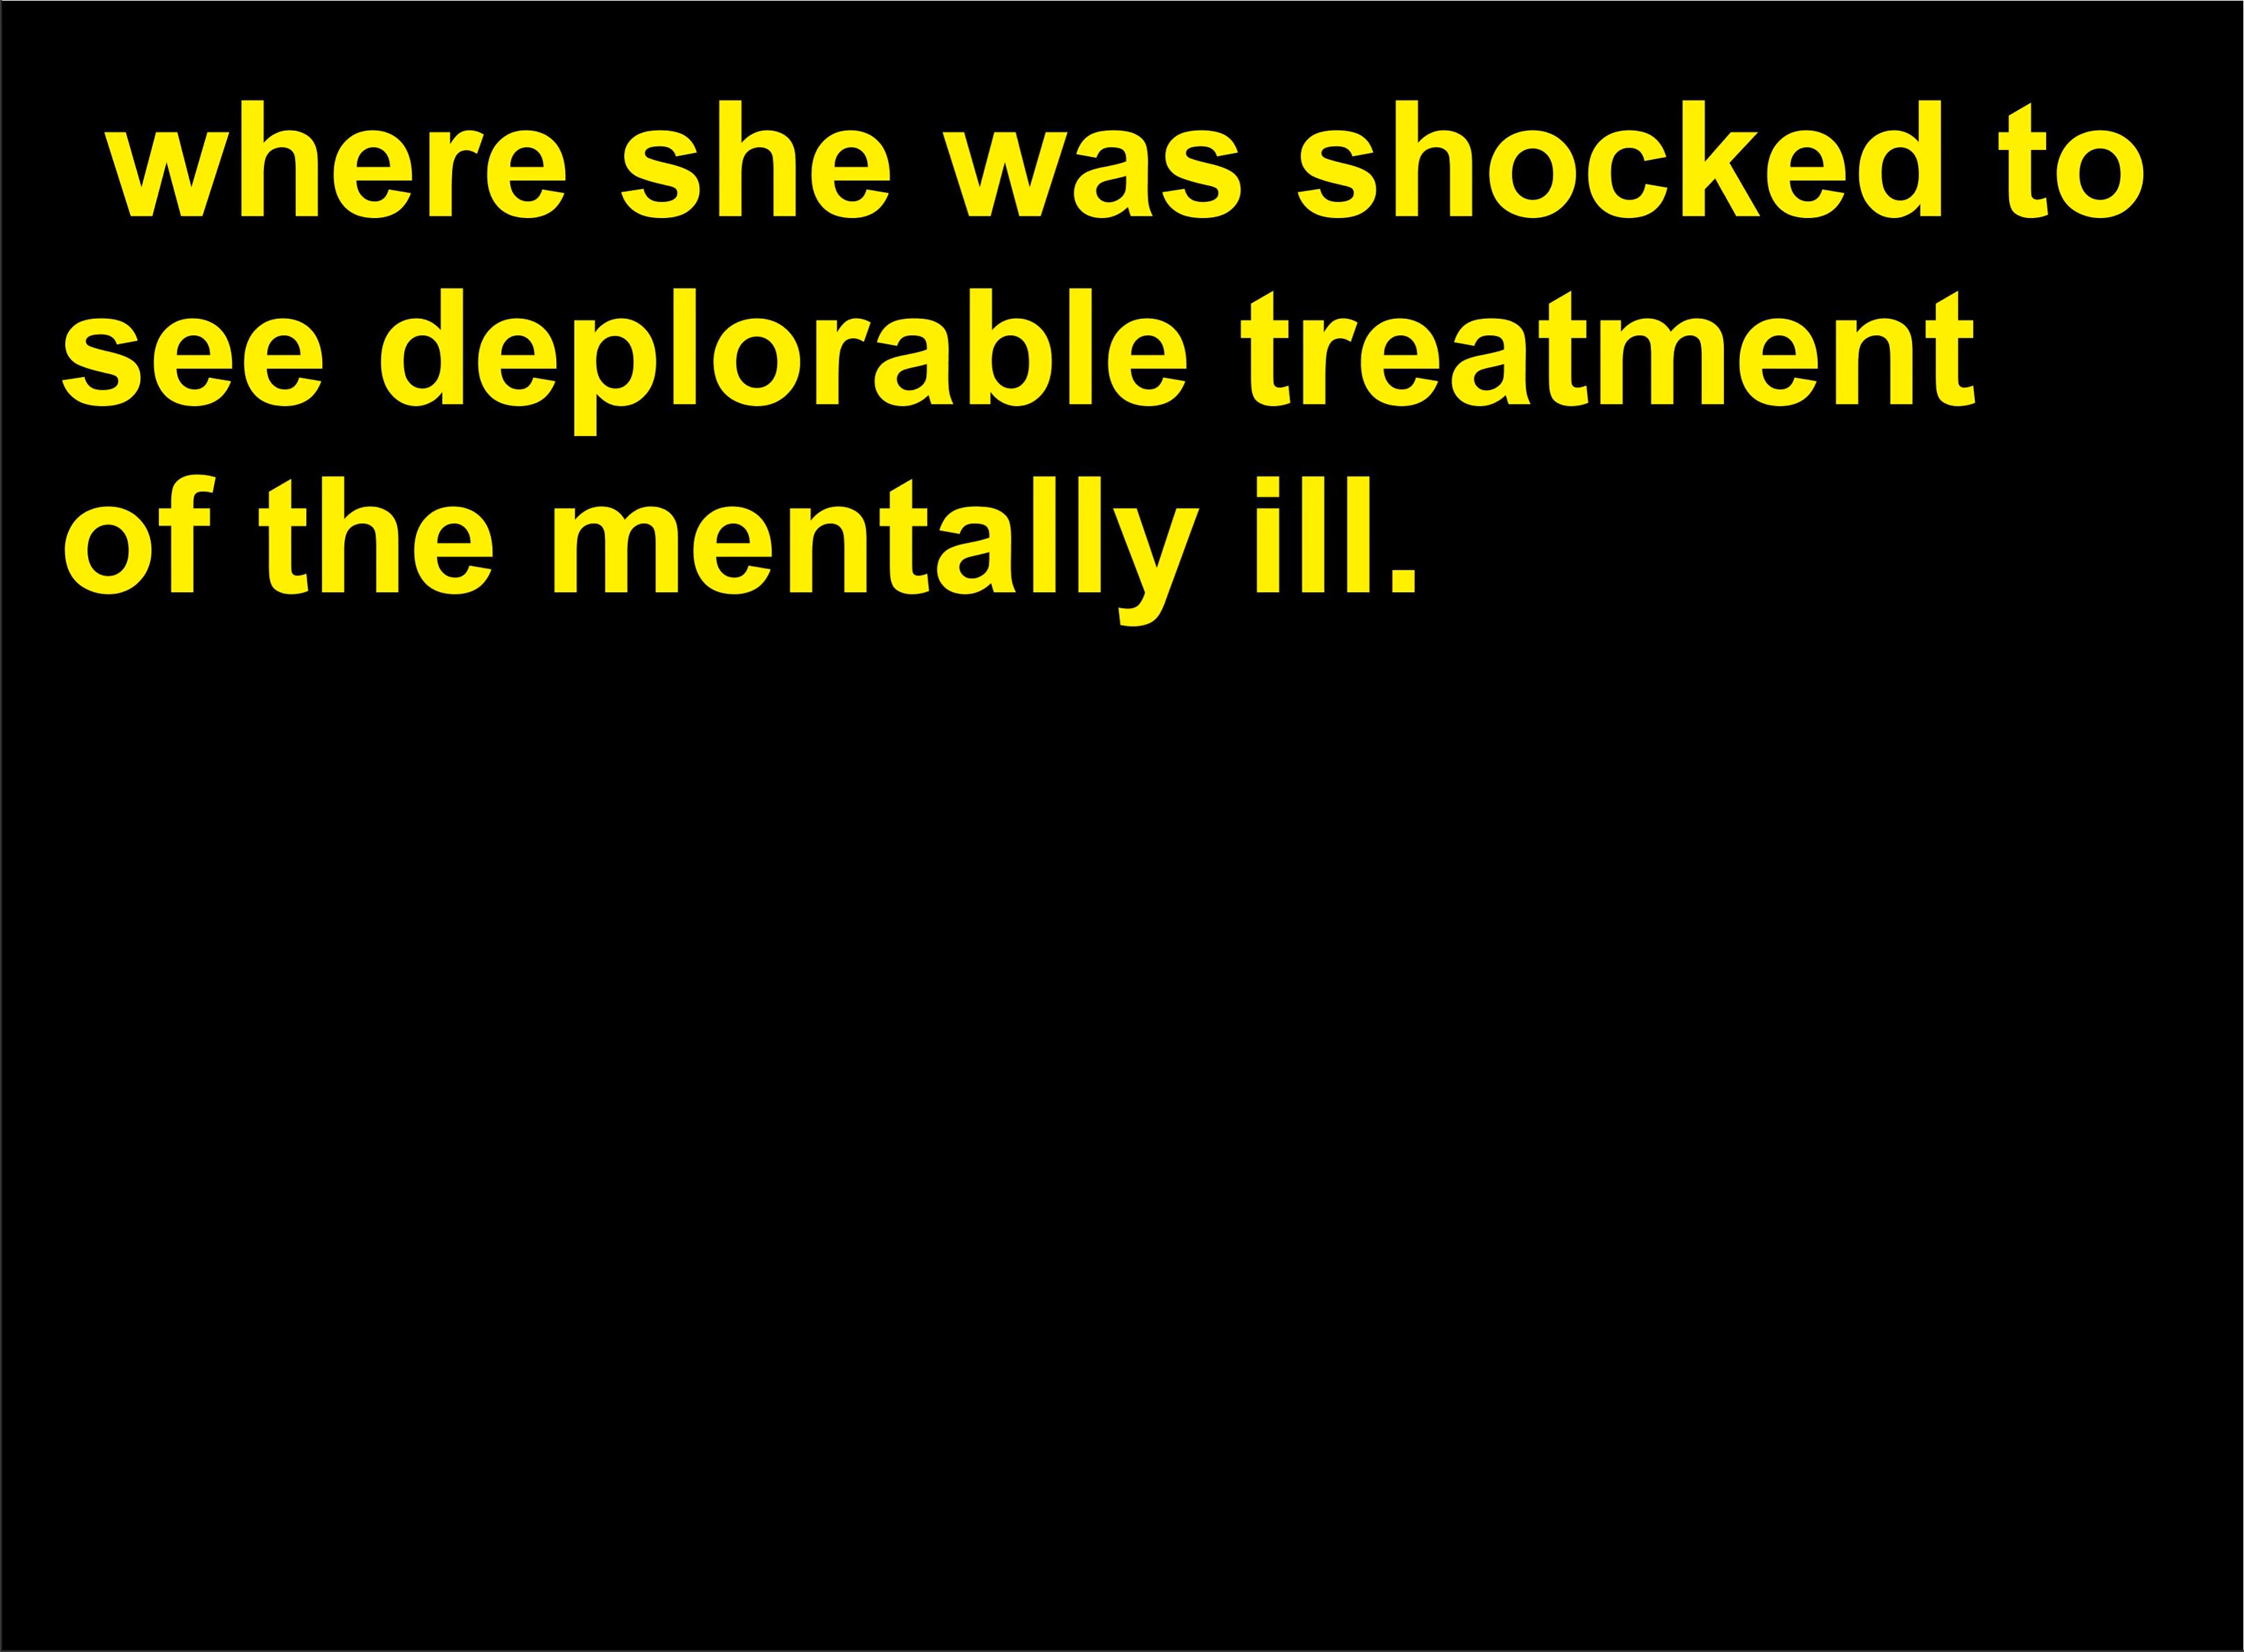 where she was shocked to
see deplorable treatment
of the mentally ill.